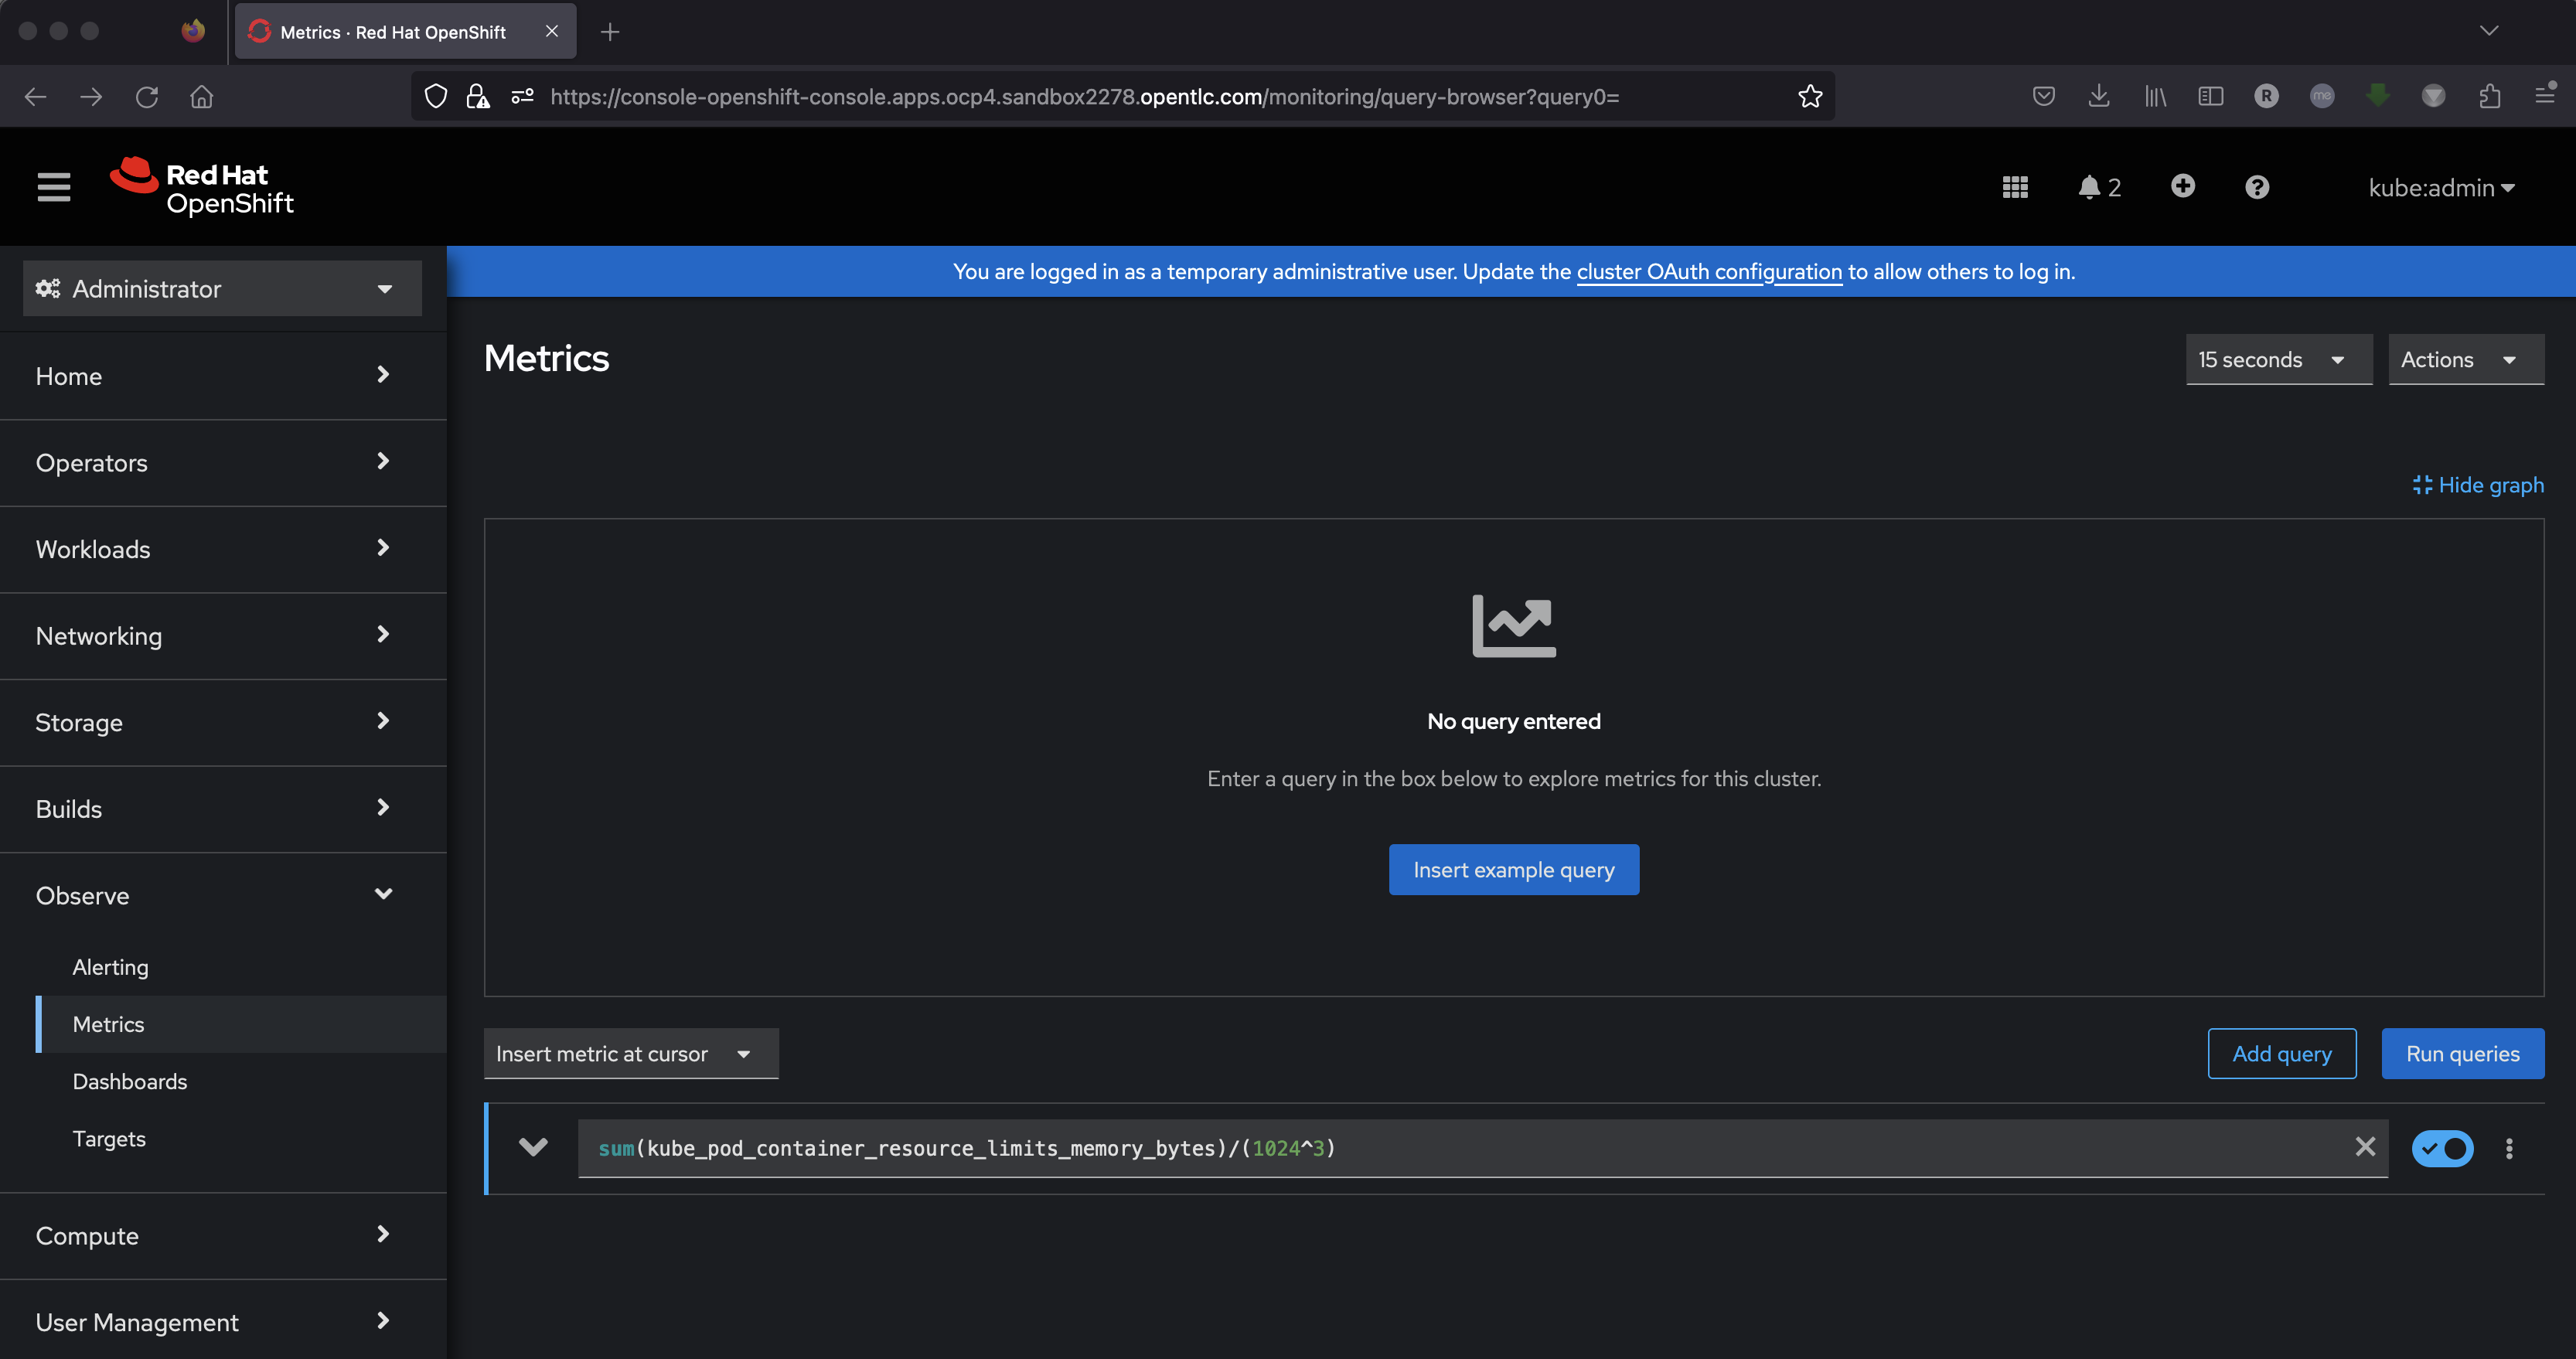 Metrics · Red Hat OpenShift
https://console-openshift-console.apps.ocp4.sandbox2278.opentlc.com/monitoring/query-browser?query0=
R
me
Red Hat
OpenShift
2
kube:admin
Administrator
You are logged in as a temporary administrative user. Update the cluster OAuth configuration to allow others to log in.
Home
Operators
Workloads
Networking
Storage
Builds
Observe
Alerting
Metrics
Dashboards
Targets
Compute
User Management
Metrics
15 seconds
Actions
Hide graph
No query entered
Enter a query in the box below to explore metrics for this cluster.
Insert example query
Insert metric at cursor
Add query
Run queries
sum(kube_pod_container_resource_limits_memory_bytes)/(1024^3)